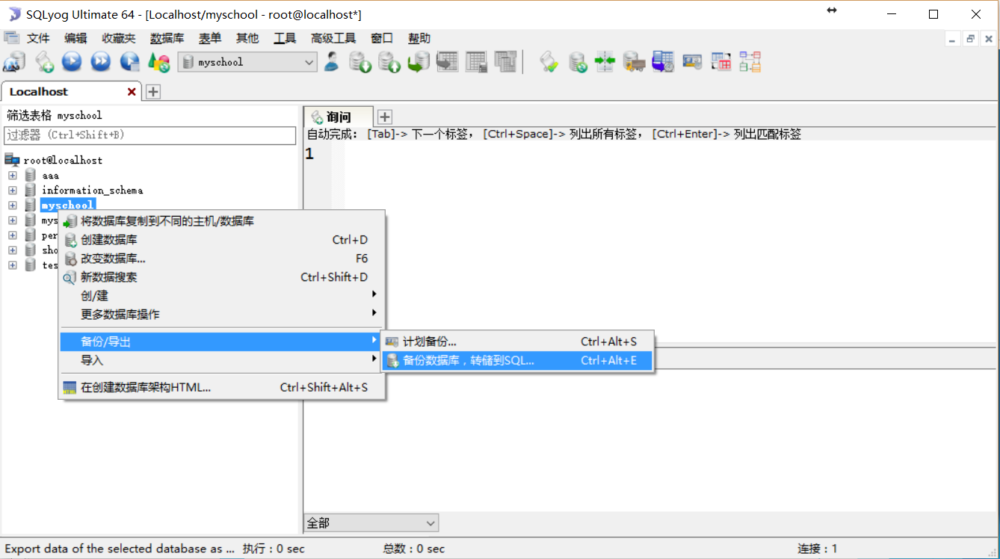 SQLyog Ultimate 64 - [Localhost/myschool - root@localhost*]
文件 编辑 收藏夹 数据库 表单 其他 工具 高级工具 窗口 帮助
myschool
Localhost
筛选表格 myschool
过滤器 (Ctrl+Shift+B)
root@localhost
aaa
information_schema
myschool
mys
per
sho
tes
询问
自动完成: [Tab]-> 下一个标签, [Ctrl+Space]-> 列出所有标签, [Ctrl+Enter]-> 列出匹配标签
1
将数据库复制到不同的主机/数据库
创建数据库 Ctrl+D
改变数据库... F6
新数据搜索 Ctrl+Shift+D
创/建
更多数据库操作
备份/导出
导入
在创建数据库架构HTML... Ctrl+Shift+Alt+S
计划备份... Ctrl+Alt+S
备份数据库，转储到SQL... Ctrl+Alt+E
全部
Export data of the selected database as ... 执行：0 sec 总数：0 sec 连接：1